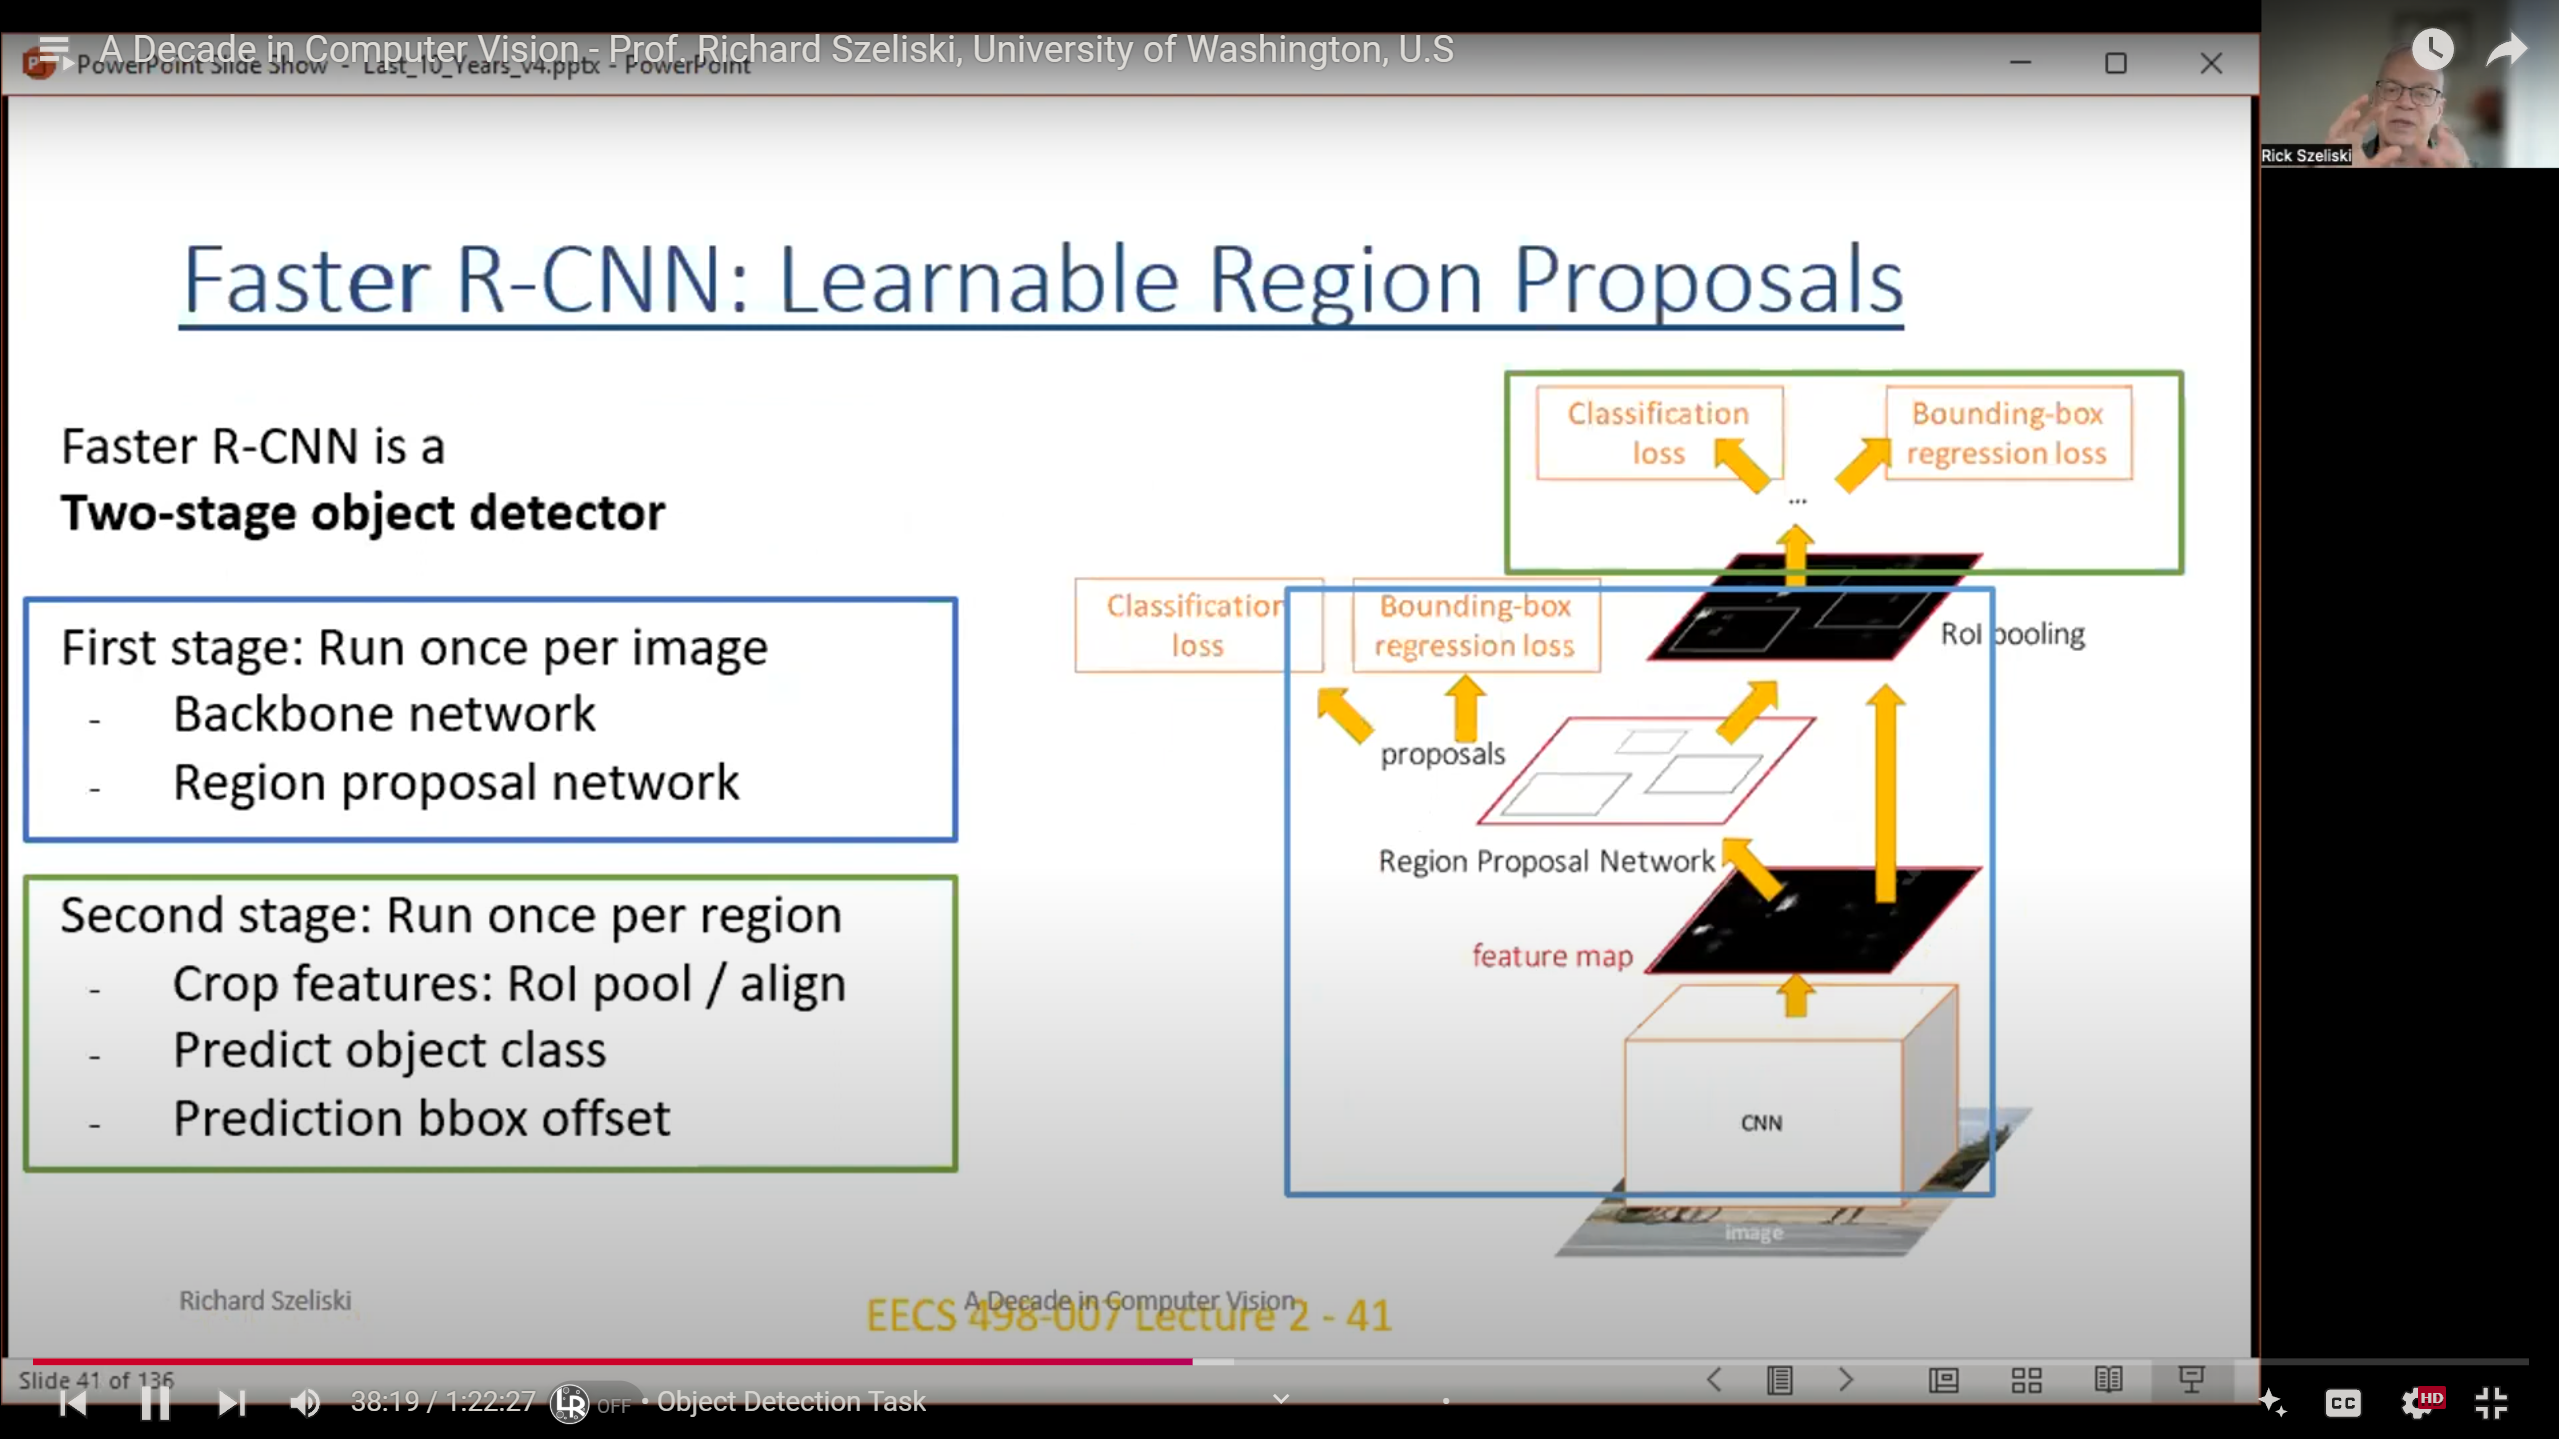 A Decade in Computer Vision - Prof. Richard Szeliski, University of Washington, U.S
PowerPoint Slide Show - Last_10_Years_v4.pptx - PowerPoint
Rick Szeliski
Faster R-CNN: Learnable Region Proposals
Faster R-CNN is a
Two-stage object detector
First stage: Run once per image
- Backbone network
- Region proposal network
Second stage: Run once per region
- Crop features: RoI pool / align
- Predict object class
- Prediction bbox offset
Classification
loss
Bounding-box
regression loss
...
Classification
loss
Bounding-box
regression loss
RoI pooling
proposals
Region Proposal Network
feature map
CNN
image
Richard Szeliski
A Decade in Computer Vision
EECS 498-007 Lecture 2 - 41
Slide 41 of 136
38:19 / 1:22:27
LR
OFF
• Object Detection Task
CC
HD